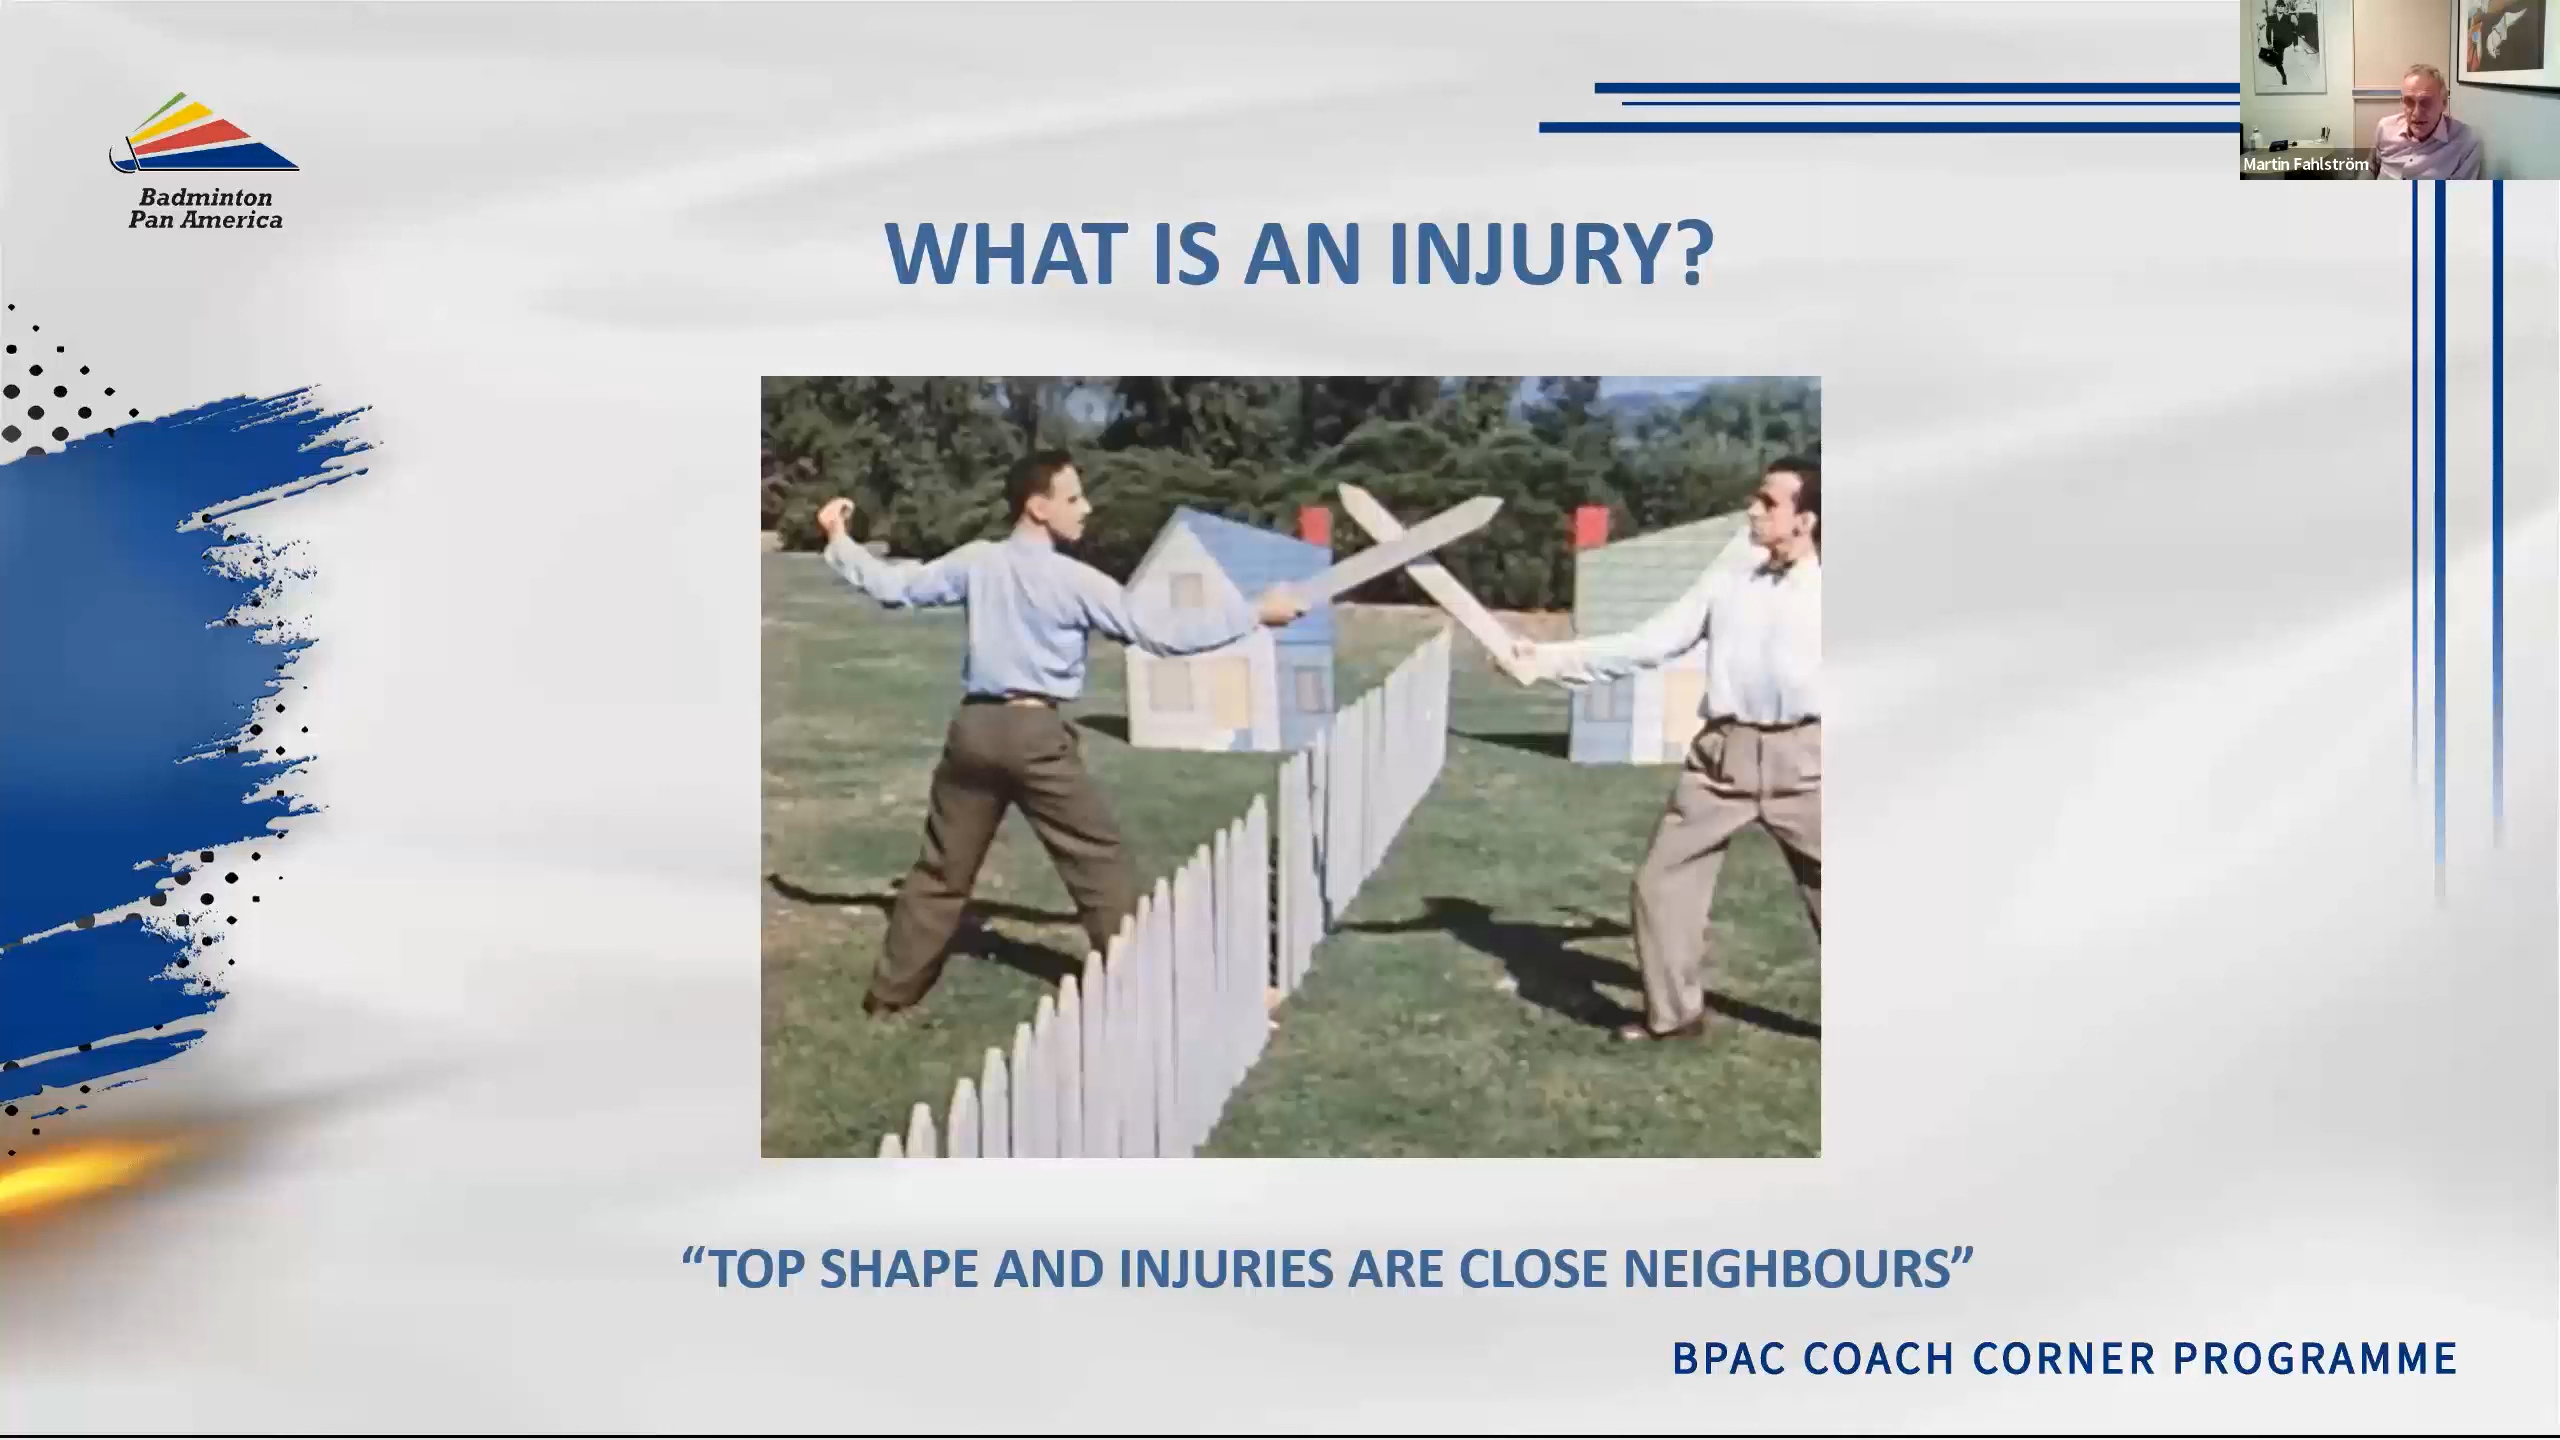 Badminton
Pan America
Martin Fahlström
WHAT IS AN INJURY?
“TOP SHAPE AND INJURIES ARE CLOSE NEIGHBOURS”
BPAC COACH CORNER PROGRAMME